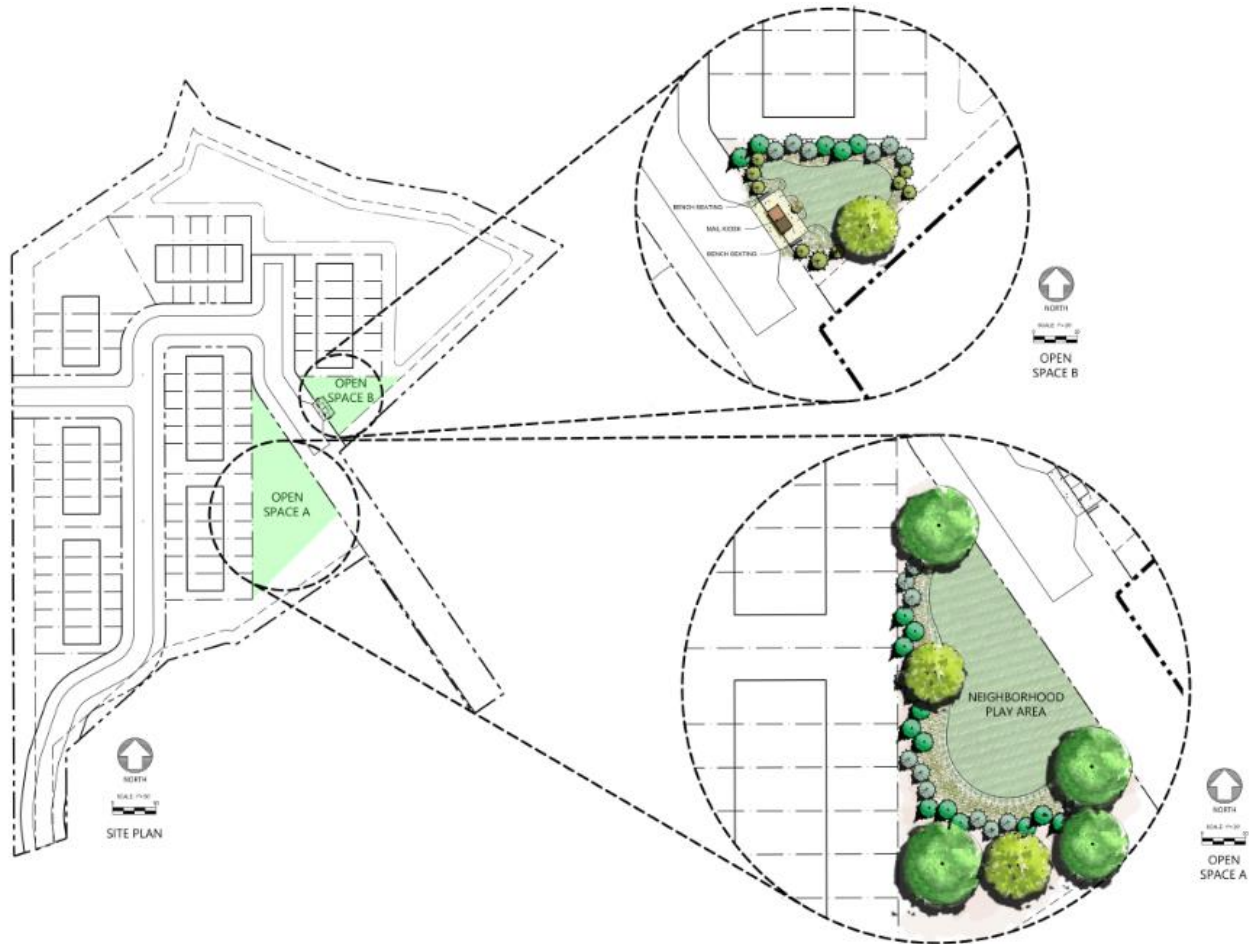 BENCH SEATING
MAIL KIOSK
BENCH SEATING
NORTH
OPEN
SPACE B
OPEN
SPACE B
OPEN
SPACE A
NEIGHBORHOOD
PLAY AREA
NORTH
SITE PLAN
NORTH
OPEN
SPACE A